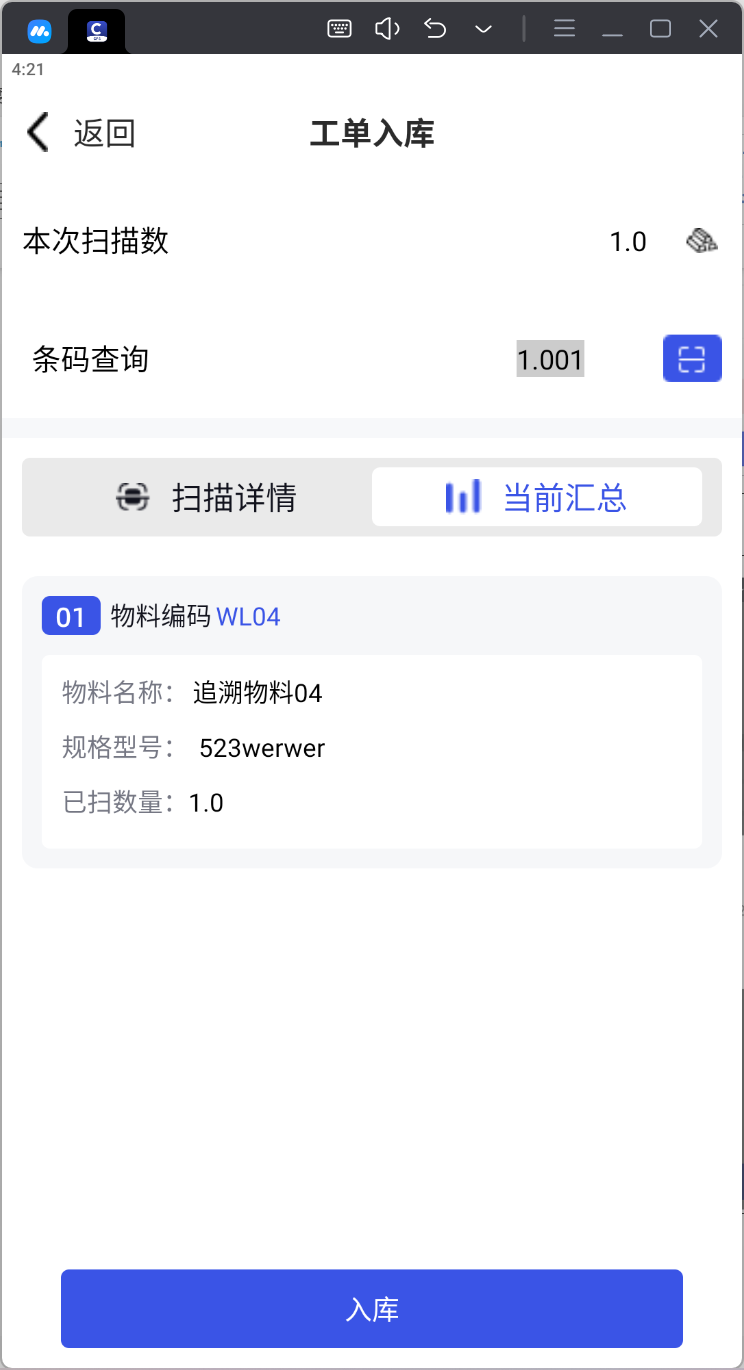 4:21
返回
工单入库
本次扫描数 1.0
条码查询 1.001
扫描详情 当前汇总
01 物料编码 WL04
物料名称： 追溯物料04
规格型号： 523werwer
已扫数量： 1.0
入库